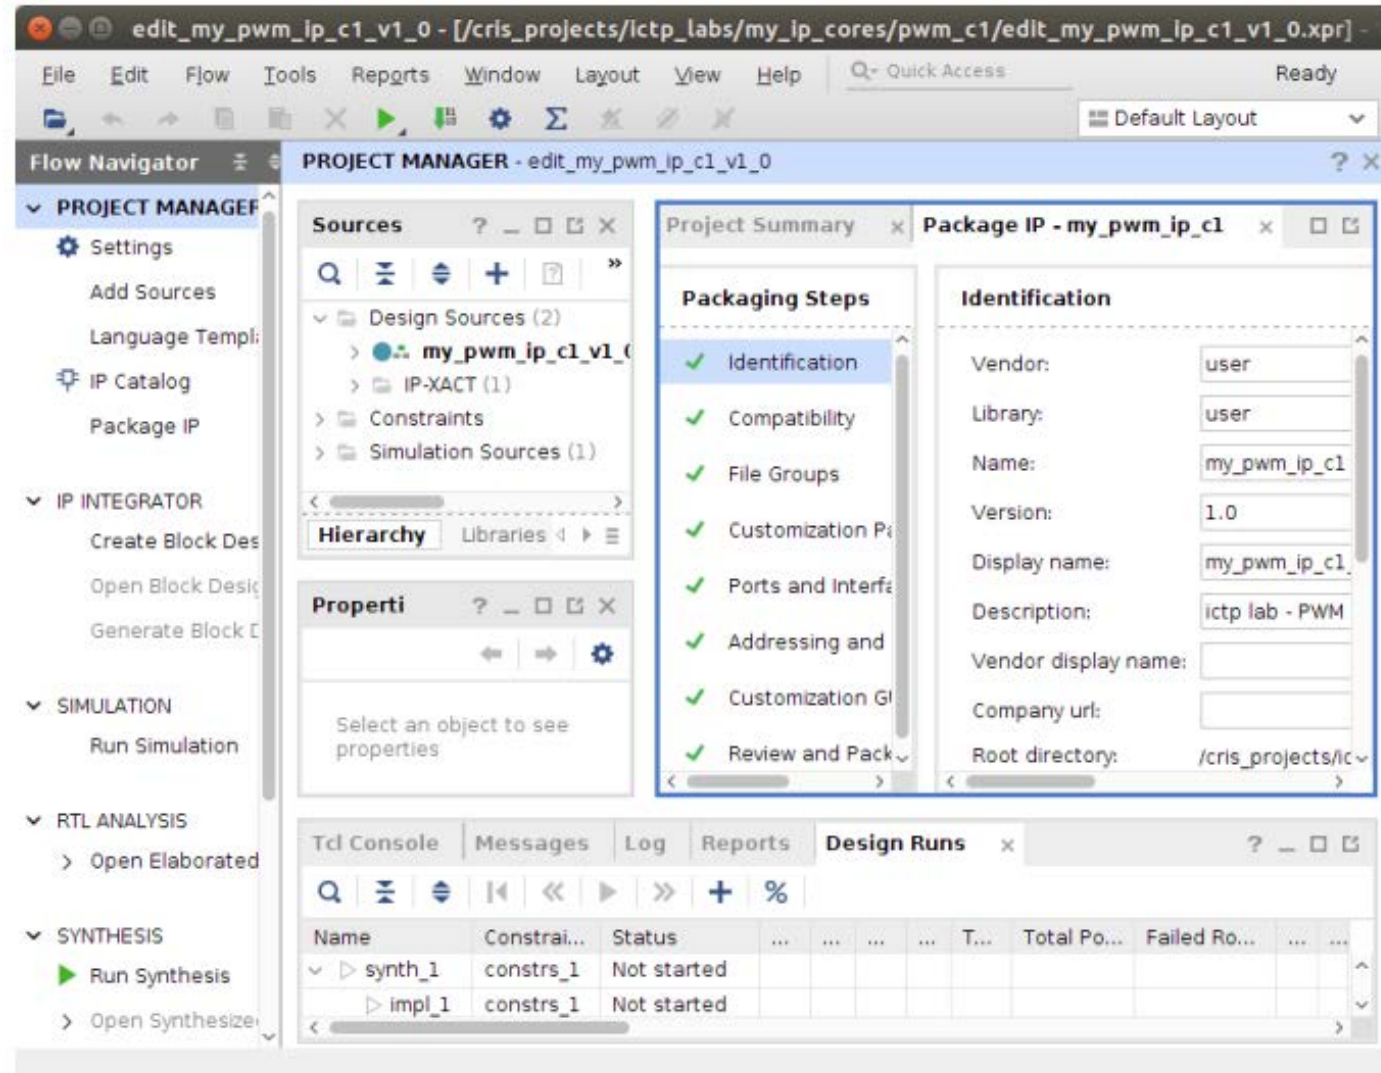 edit_my_pwm_ip_c1_v1_0 - [/cris_projects/ictp_labs/my_ip_cores/pwm_c1/edit_my_pwm_ip_c1_v1_0.xpr] -
File Edit Flow Tools Reports Window Layout View Help Quick Access Ready
Default Layout
Flow Navigator
PROJECT MANAGER
Settings
Add Sources
Language Templ
IP Catalog
Package IP
IP INTEGRATOR
Create Block Des
Open Block Desig
Generate Block D
SIMULATION
Run Simulation
RTL ANALYSIS
Open Elaborated
SYNTHESIS
Run Synthesis
Open Synthesize
PROJECT MANAGER - edit_my_pwm_ip_c1_v1_0
Sources
Design Sources (2)
my_pwm_ip_c1_v1_0
IP-XACT (1)
Constraints
Simulation Sources (1)
Hierarchy Libraries
Properti
Select an object to see
properties
Project Summary Package IP - my_pwm_ip_c1
Packaging Steps
Identification
Compatibility
File Groups
Customization Pa
Ports and Interfa
Addressing and
Customization GU
Review and Pack
Identification
Vendor: user
Library: user
Name: my_pwm_ip_c1
Version: 1.0
Display name: my_pwm_ip_c1_
Description: ictp lab - PWM
Vendor display name:
Company url:
Root directory: /cris_projects/ic
Tcl Console Messages Log Reports Design Runs
Name Constrai... Status ... ... ... ... T... Total Po... Failed Ro... ... ...
synth_1 constrs_1 Not started
impl_1 constrs_1 Not started